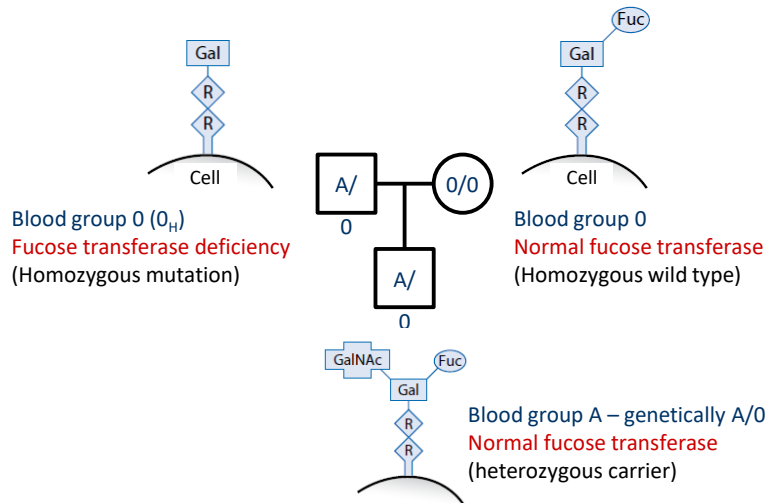 Gal
R
R
Cell
Blood group 0 (0H)
Fucose transferase deficiency
(Homozygous mutation)
Fuc
Gal
R
R
Cell
Blood group 0
Normal fucose transferase
(Homozygous wild type)
A/
0
0/0
A/
0
GalNAc
Fuc
Gal
R
R
Blood group A – genetically A/0
Normal fucose transferase
(heterozygous carrier)